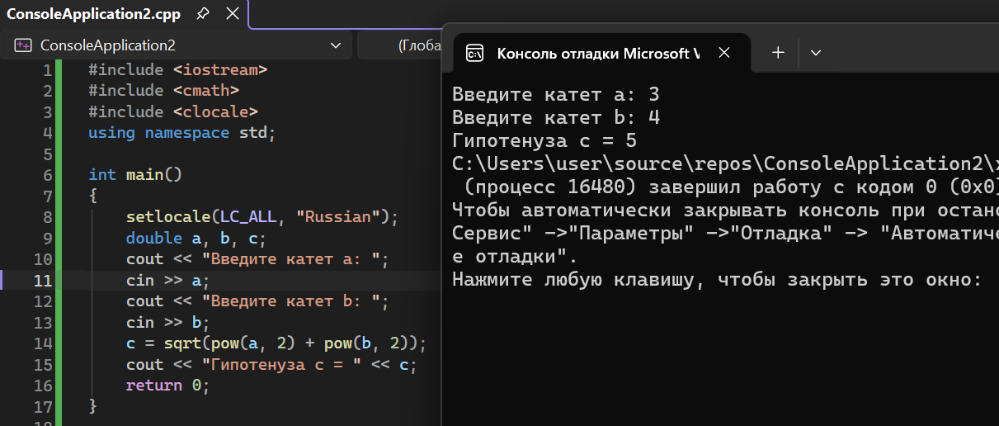 ConsoleApplication2.cpp
ConsoleApplication2
(Глоба
1 #include <iostream>
2 #include <cmath>
3 #include <clocale>
4 using namespace std;
5
6 int main()
7 {
8 setlocale(LC_ALL, "Russian");
9 double a, b, c;
10 cout << "Введите катет a: ";
11 cin >> a;
12 cout << "Введите катет b: ";
13 cin >> b;
14 c = sqrt(pow(a, 2) + pow(b, 2));
15 cout << "Гипотенуза c = " << c;
16 return 0;
17 }
Консоль отладки Microsoft V
Введите катет a: 3
Введите катет b: 4
Гипотенуза c = 5
C:\Users\user\source\repos\ConsoleApplication2\x
(процесс 16480) завершил работу с кодом 0 (0x0)
Чтобы автоматически закрывать консоль при остано
Сервис" ->"Параметры" ->"Отладка" -> "Автоматиче
е отладки".
Нажмите любую клавишу, чтобы закрыть это окно: